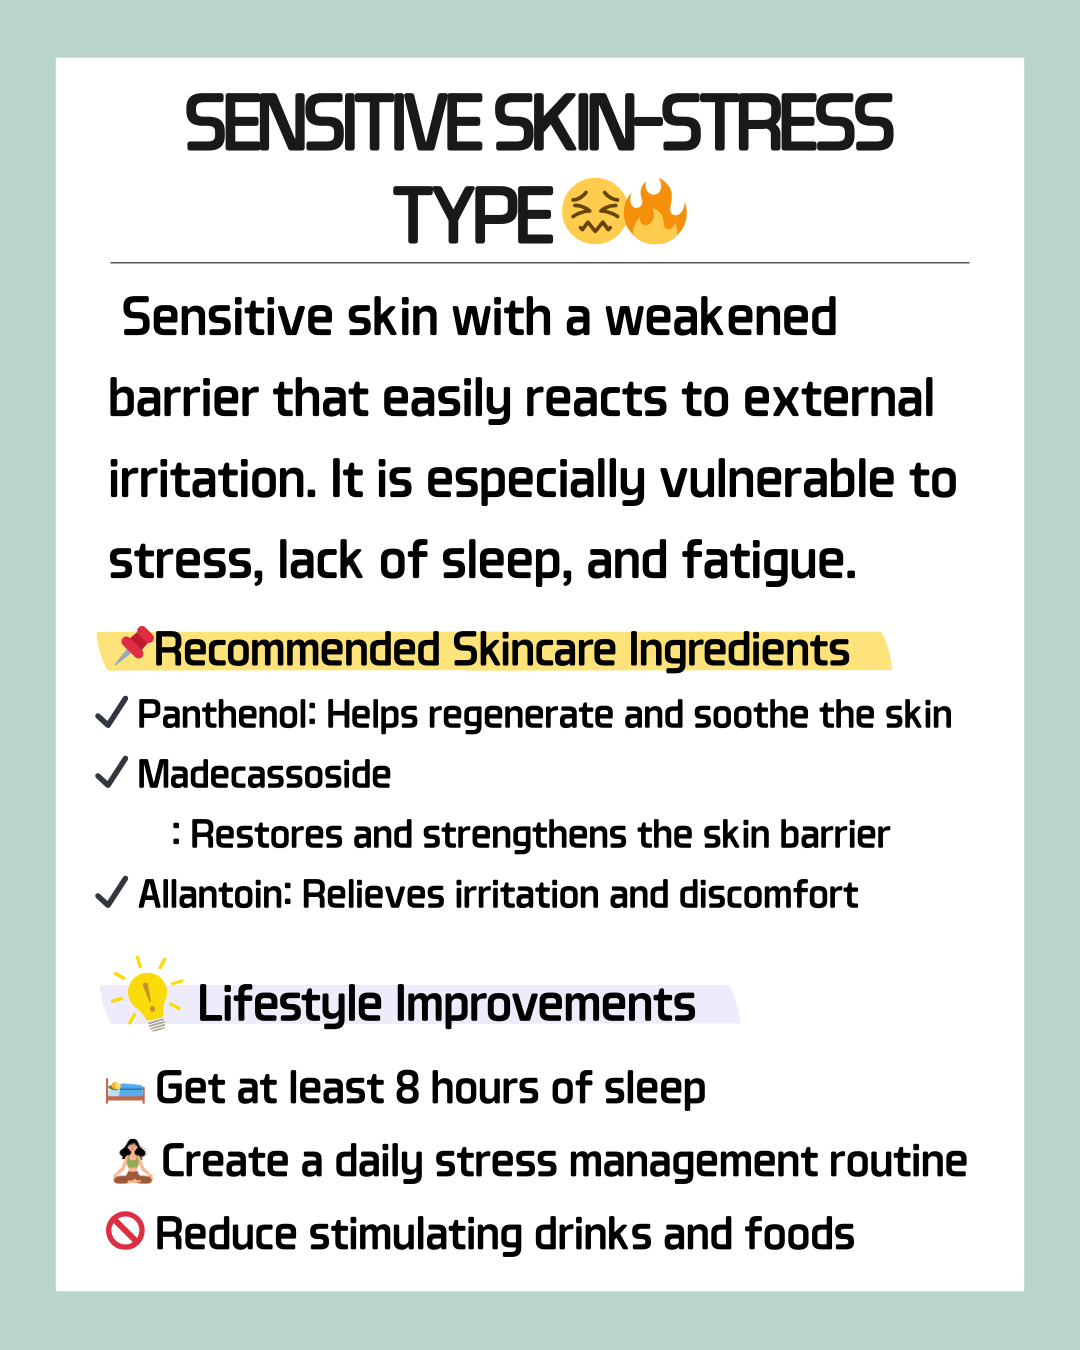 SENSITIVE SKIN-STRESS
TYPE😖🔥
Sensitive skin with a weakened
barrier that easily reacts to external
irritation. It is especially vulnerable to
stress, lack of sleep, and fatigue.
📌Recommended Skincare Ingredients
✓ Panthenol: Helps regenerate and soothe the skin
✓ Madecassoside
: Restores and strengthens the skin barrier
✓ Allantoin: Relieves irritation and discomfort
Lifestyle Improvements
🛌 Get at least 8 hours of sleep
🧘‍♀️ Create a daily stress management routine
🚫 Reduce stimulating drinks and foods